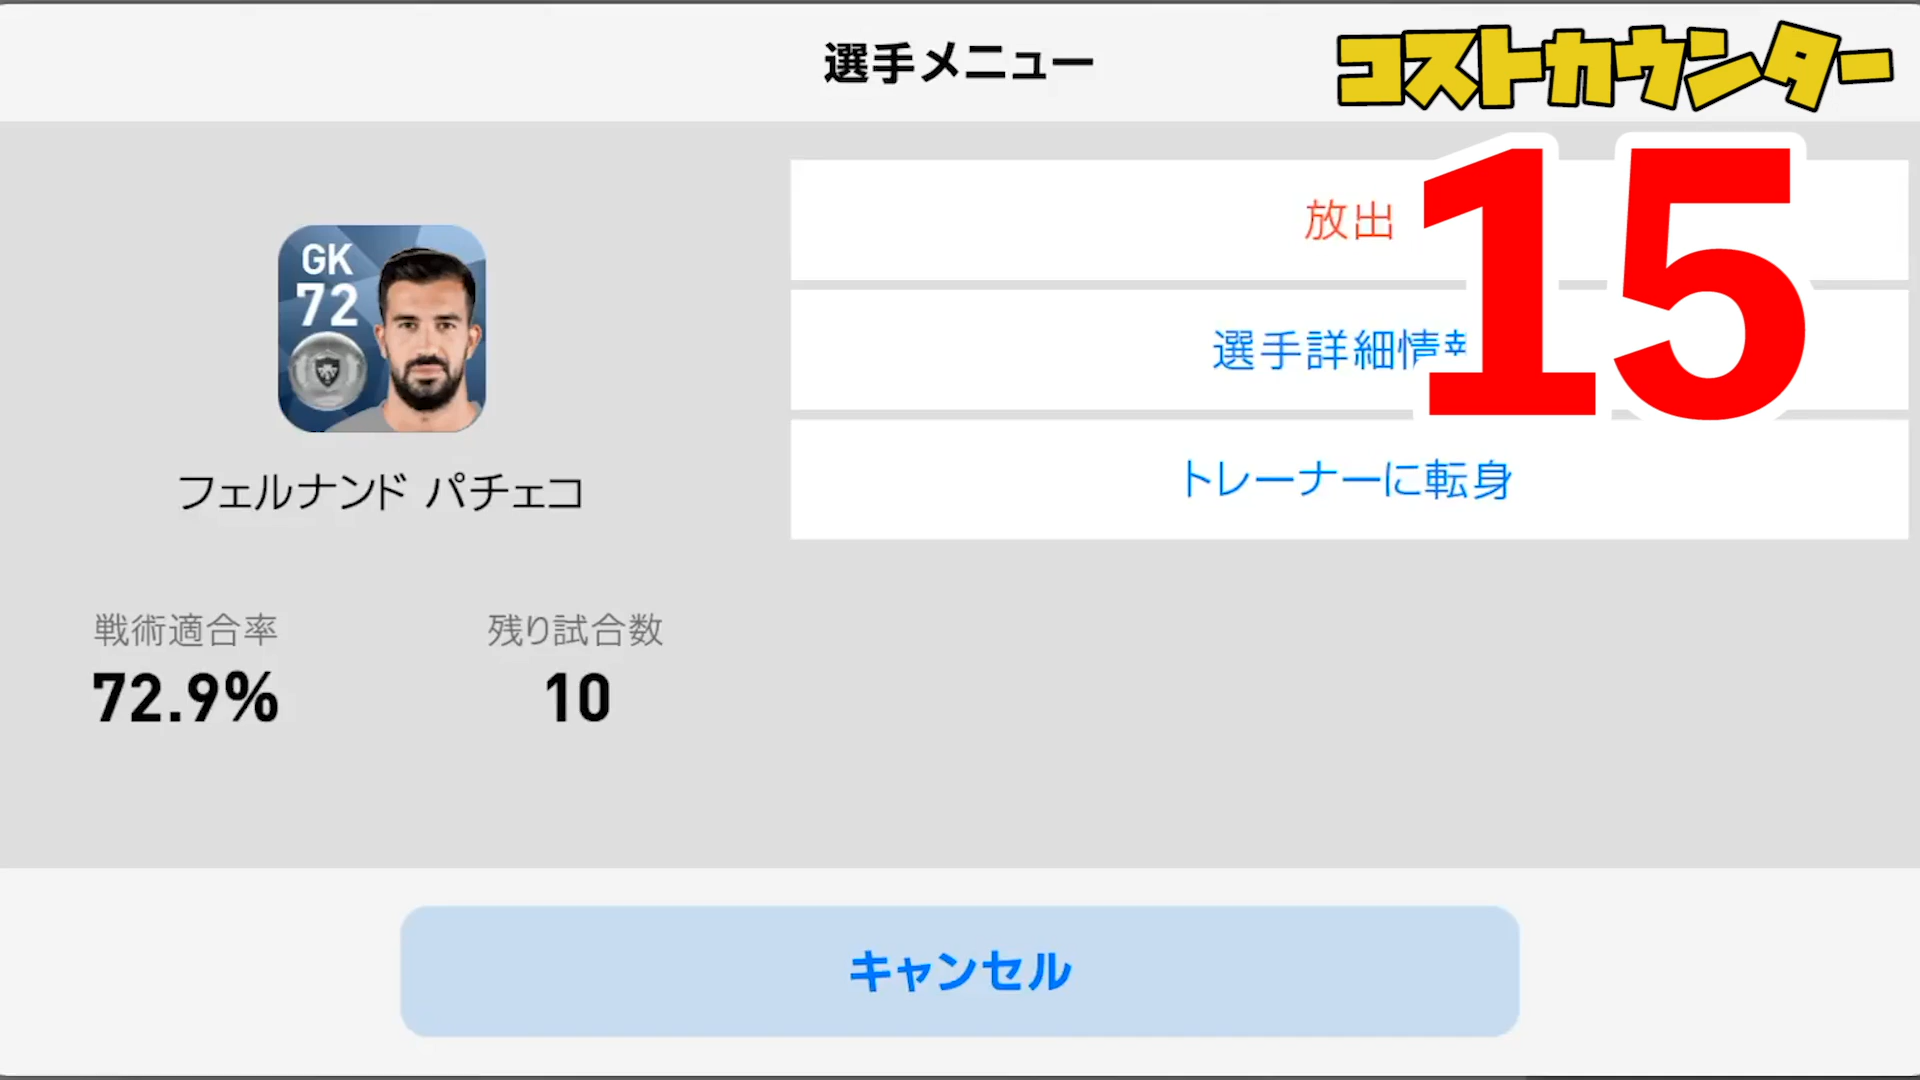 選手メニュー
コストカウンター
15
放出
選手詳細情報
トレーナーに転身
GK
72
フェルナンド パチェコ
戦術適合率
残り試合数
72.9%
10
キャンセル